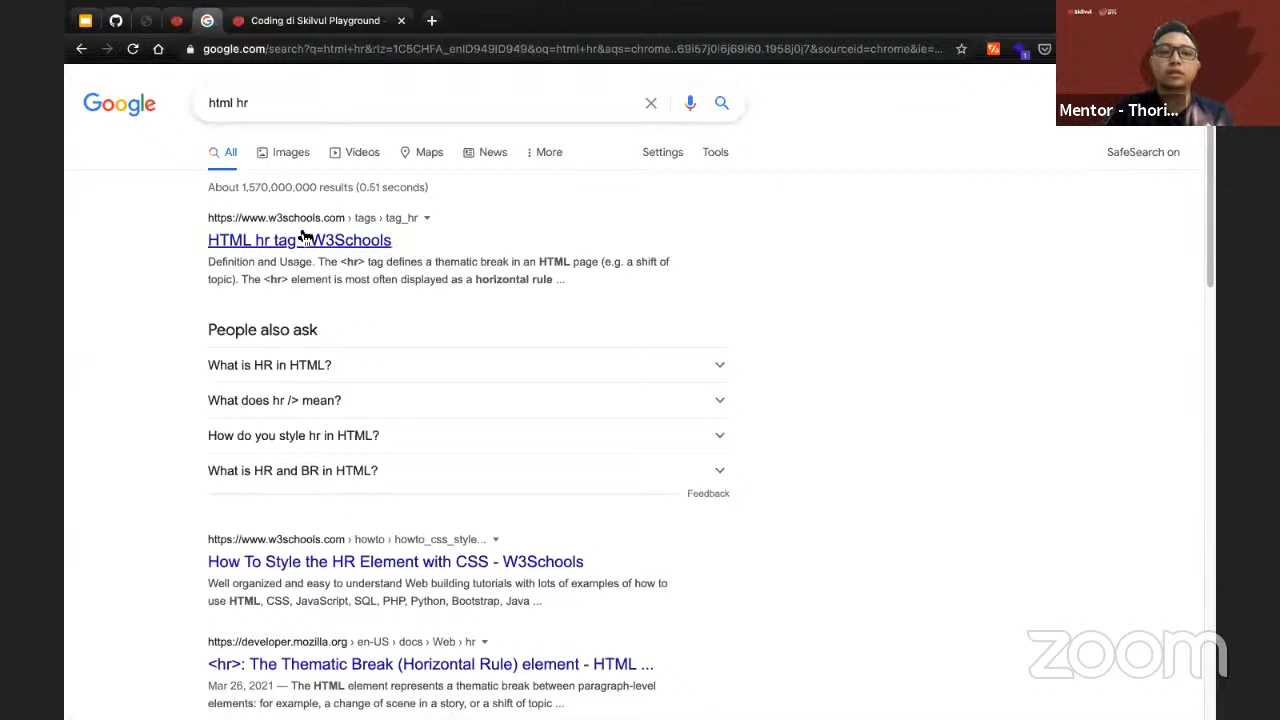 Coding di Skilvul Playground -
google.com/search?q=html+hr&rlz=1C5CHFA_enID949ID949&oq=html+hr&aqs=chrome..69i57j0i6j69i60.1958j0j7&sourceid=chrome&ie=...
Skilvul
Mentor - Thori...
Google
html hr
All
Images
Videos
Maps
News
More
Settings
Tools
SafeSearch on
About 1,570,000,000 results (0.51 seconds)
https://www.w3schools.com › tags › tag_hr
HTML hr tag - W3Schools
Definition and Usage. The <hr> tag defines a thematic break in an HTML page (e.g. a shift of
topic). The <hr> element is most often displayed as a horizontal rule ...
People also ask
What is HR in HTML?
What does hr /> mean?
How do you style hr in HTML?
What is HR and BR in HTML?
Feedback
https://www.w3schools.com › howto › howto_css_style...
How To Style the HR Element with CSS - W3Schools
Well organized and easy to understand Web building tutorials with lots of examples of how to
use HTML, CSS, JavaScript, SQL, PHP, Python, Bootstrap, Java ...
https://developer.mozilla.org › en-US › docs › Web › hr
<hr>: The Thematic Break (Horizontal Rule) element - HTML ...
Mar 26, 2021 — The HTML element represents a thematic break between paragraph-level
elements: for example, a change of scene in a story, or a shift of topic ...
zoom